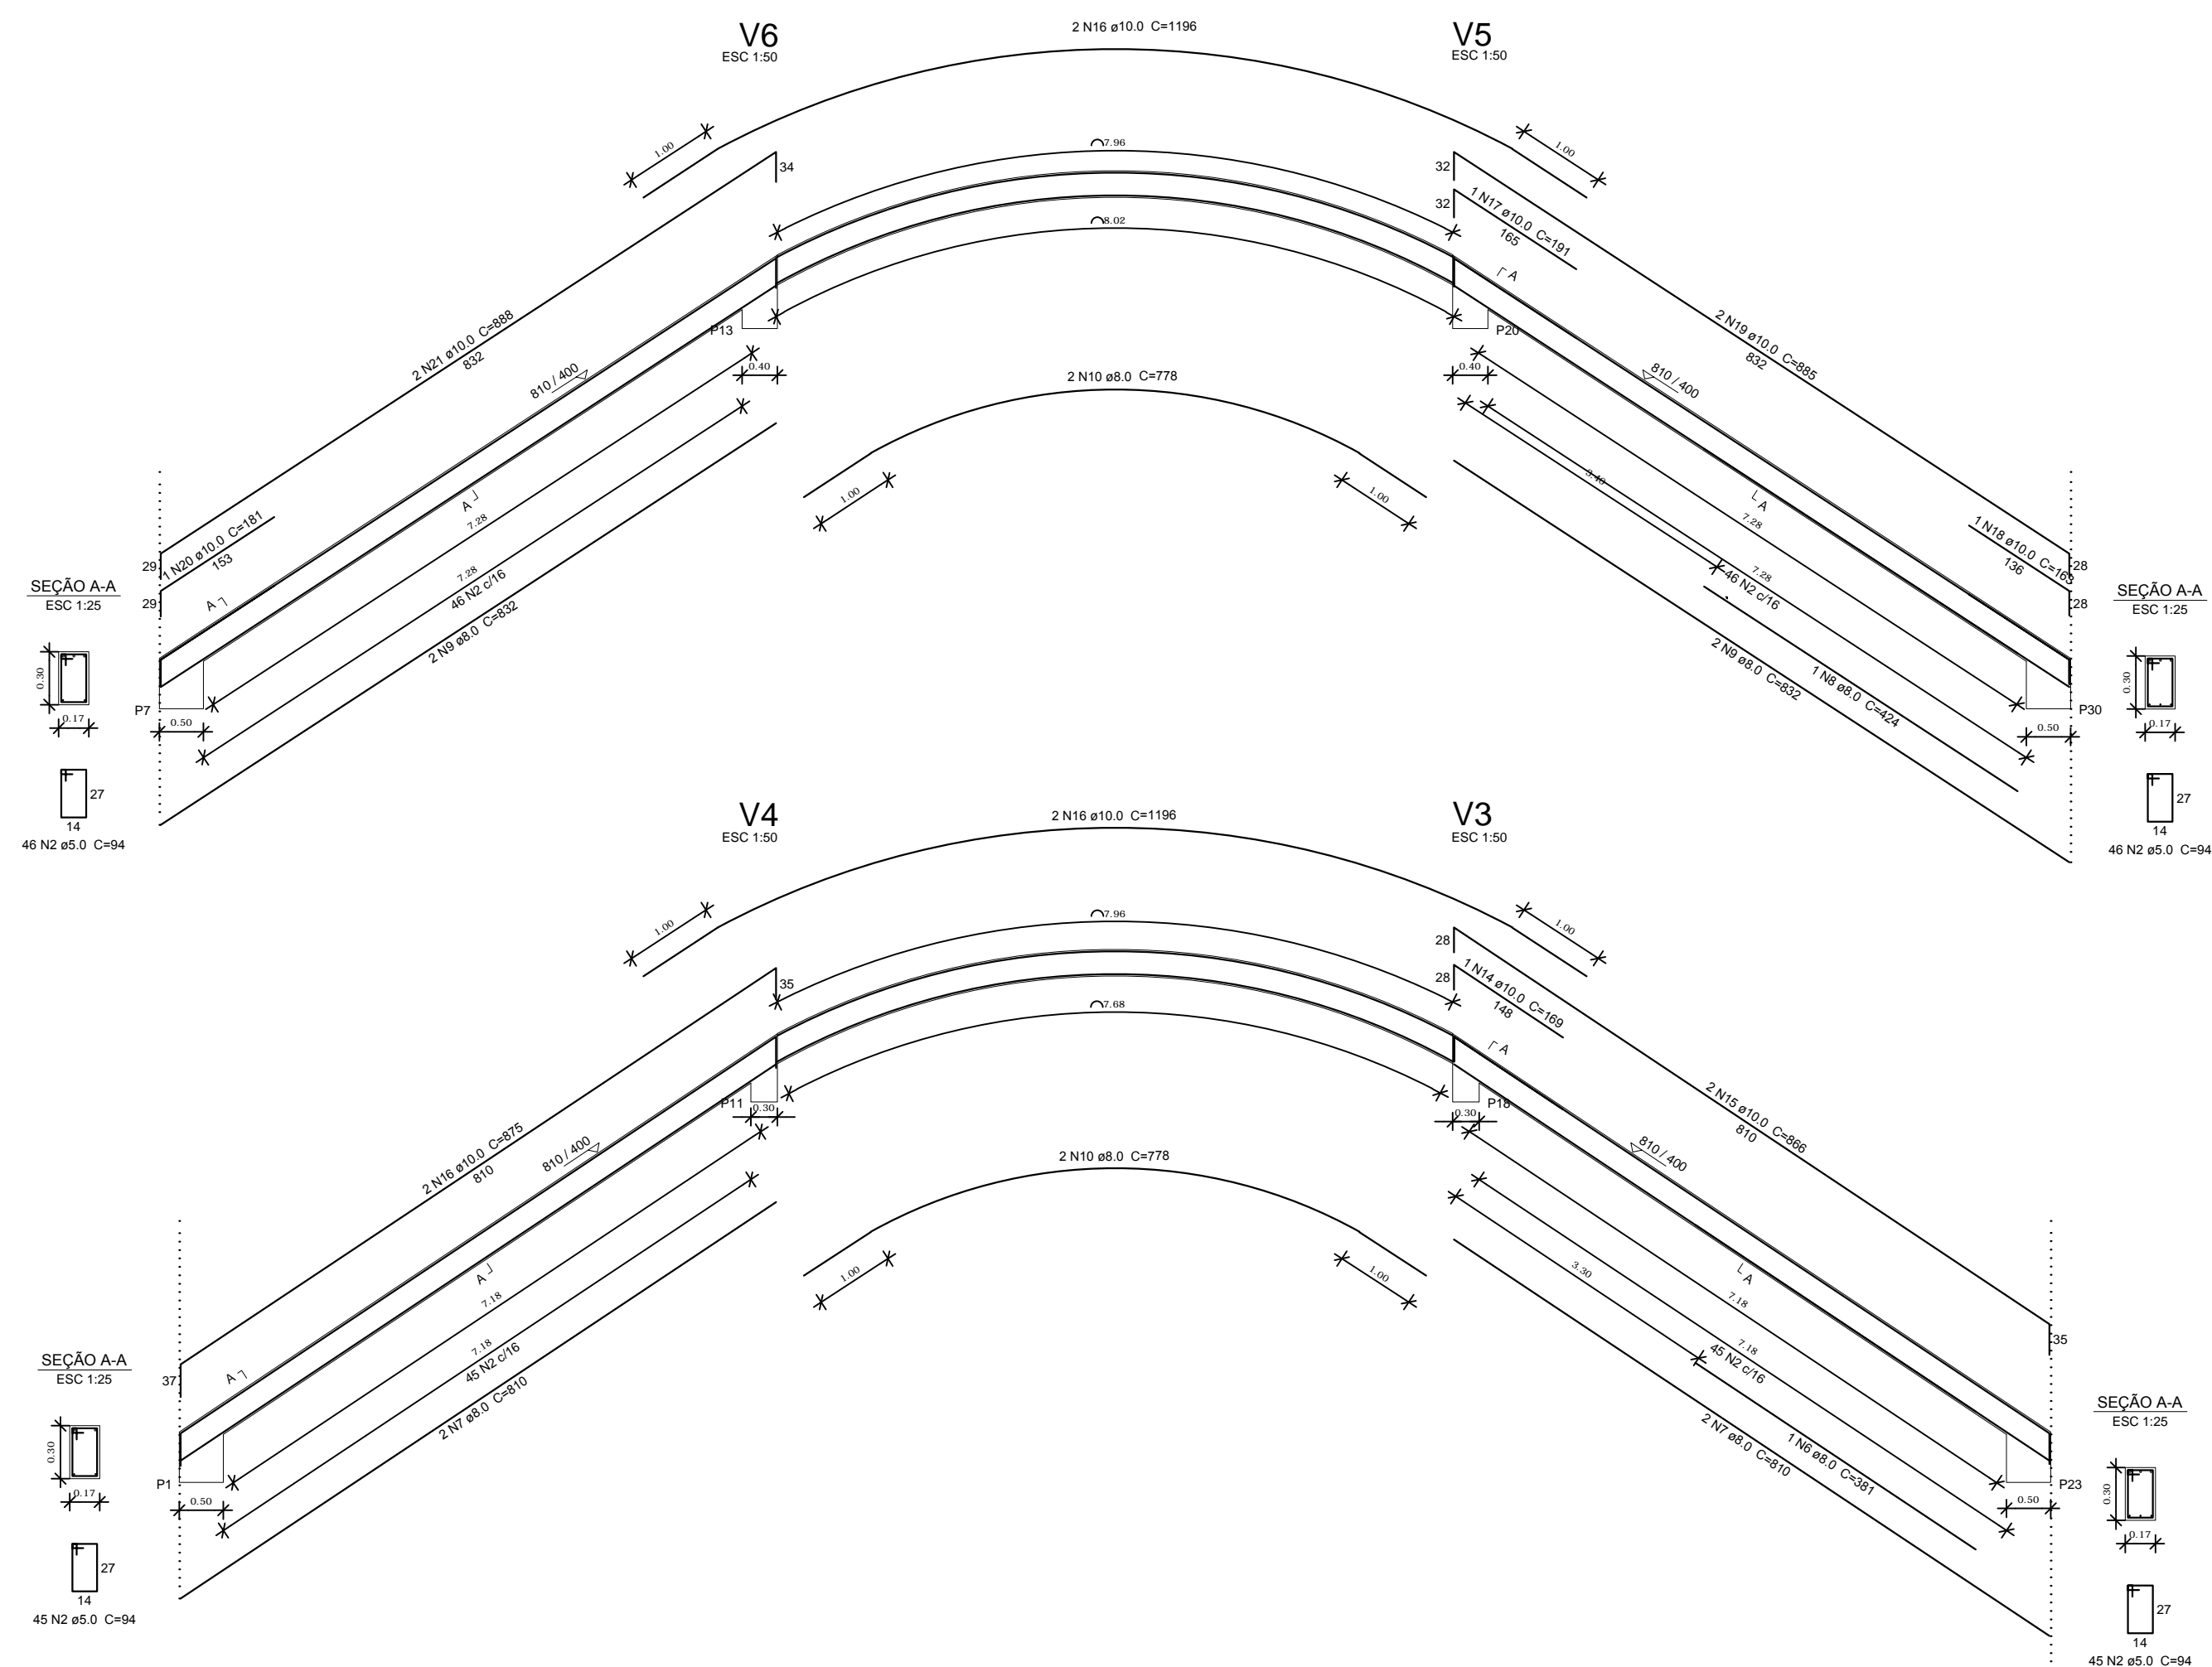 V6
ESC 1:50
2 N16 ø10.0 C=1196
V5
ESC 1:50
1.00
1.00
7.96
34
32
32
1 N17 ø10.0 C=191
165
8.02
A
P13
P20
0.40
0.40
2 N21 ø10.0 C=888
832
810 / 400
2 N10 ø8.0 C=778
810 / 400
2 N19 ø10.0 C=885
832
1.00
1.00
3.40
A
7.28
A
7.28
7.28
46 N2 c/16
2 N9 ø8.0 C=832
7.28
46 N2 c/16
1 N8 ø8.0 C=424
2 N9 ø8.0 C=832
1 N20 ø10.0 C=181
153
29
29
A
1 N18 ø10.0 C=163
136
28
28
SEÇÃO A-A
ESC 1:25
0.30
0.17
P7
0.50
27
14
46 N2 ø5.0 C=94
SEÇÃO A-A
ESC 1:25
0.30
0.17
P30
0.50
27
14
46 N2 ø5.0 C=94
V4
ESC 1:50
2 N16 ø10.0 C=1196
V3
ESC 1:50
1.00
1.00
7.96
35
28
28
1 N14 ø10.0 C=169
148
7.68
A
P11
0.30
P18
0.30
2 N16 ø10.0 C=875
810
810 / 400
2 N10 ø8.0 C=778
810 / 400
2 N15 ø10.0 C=866
810
1.00
1.00
3.30
A
7.18
A
7.18
7.18
45 N2 c/16
2 N7 ø8.0 C=810
7.18
45 N2 c/16
1 N6 ø8.0 C=381
2 N7 ø8.0 C=810
37
A
35
SEÇÃO A-A
ESC 1:25
0.30
0.17
P1
0.50
27
14
45 N2 ø5.0 C=94
SEÇÃO A-A
ESC 1:25
0.30
0.17
P23
0.50
27
14
45 N2 ø5.0 C=94